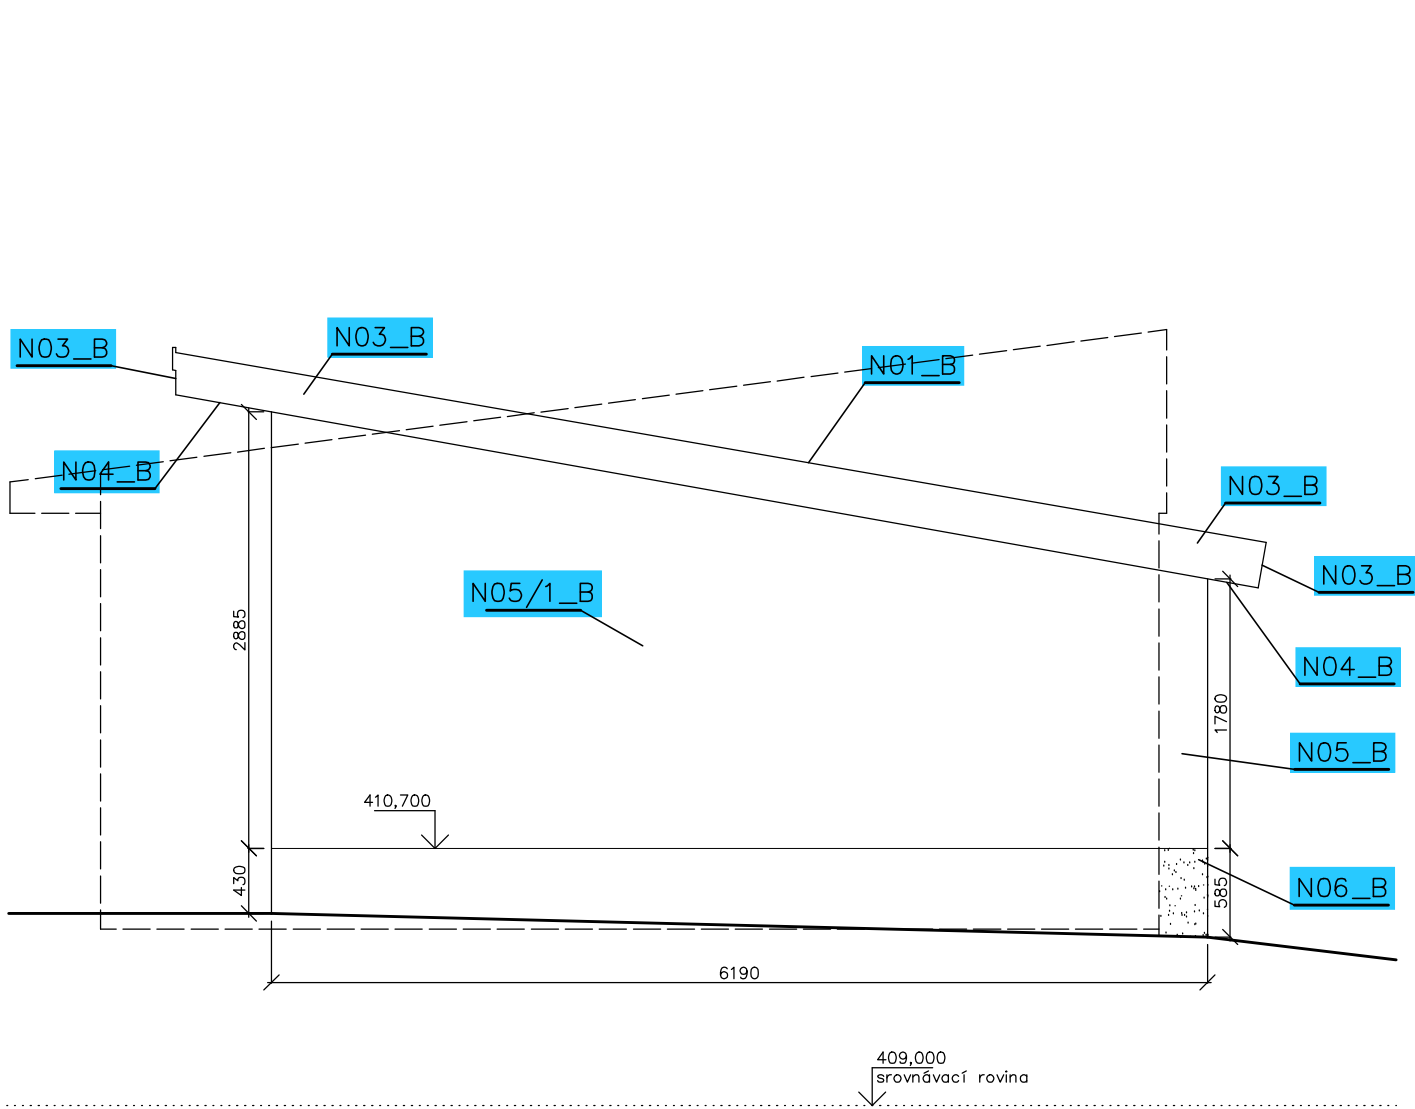 N03_B
N03_B
N01_B
N04_B
N03_B
N03_B
N05/1_B
2885
N04_B
1780
N05_B
410,700
430
585
N06_B
6190
409,000
srovnávací rovina